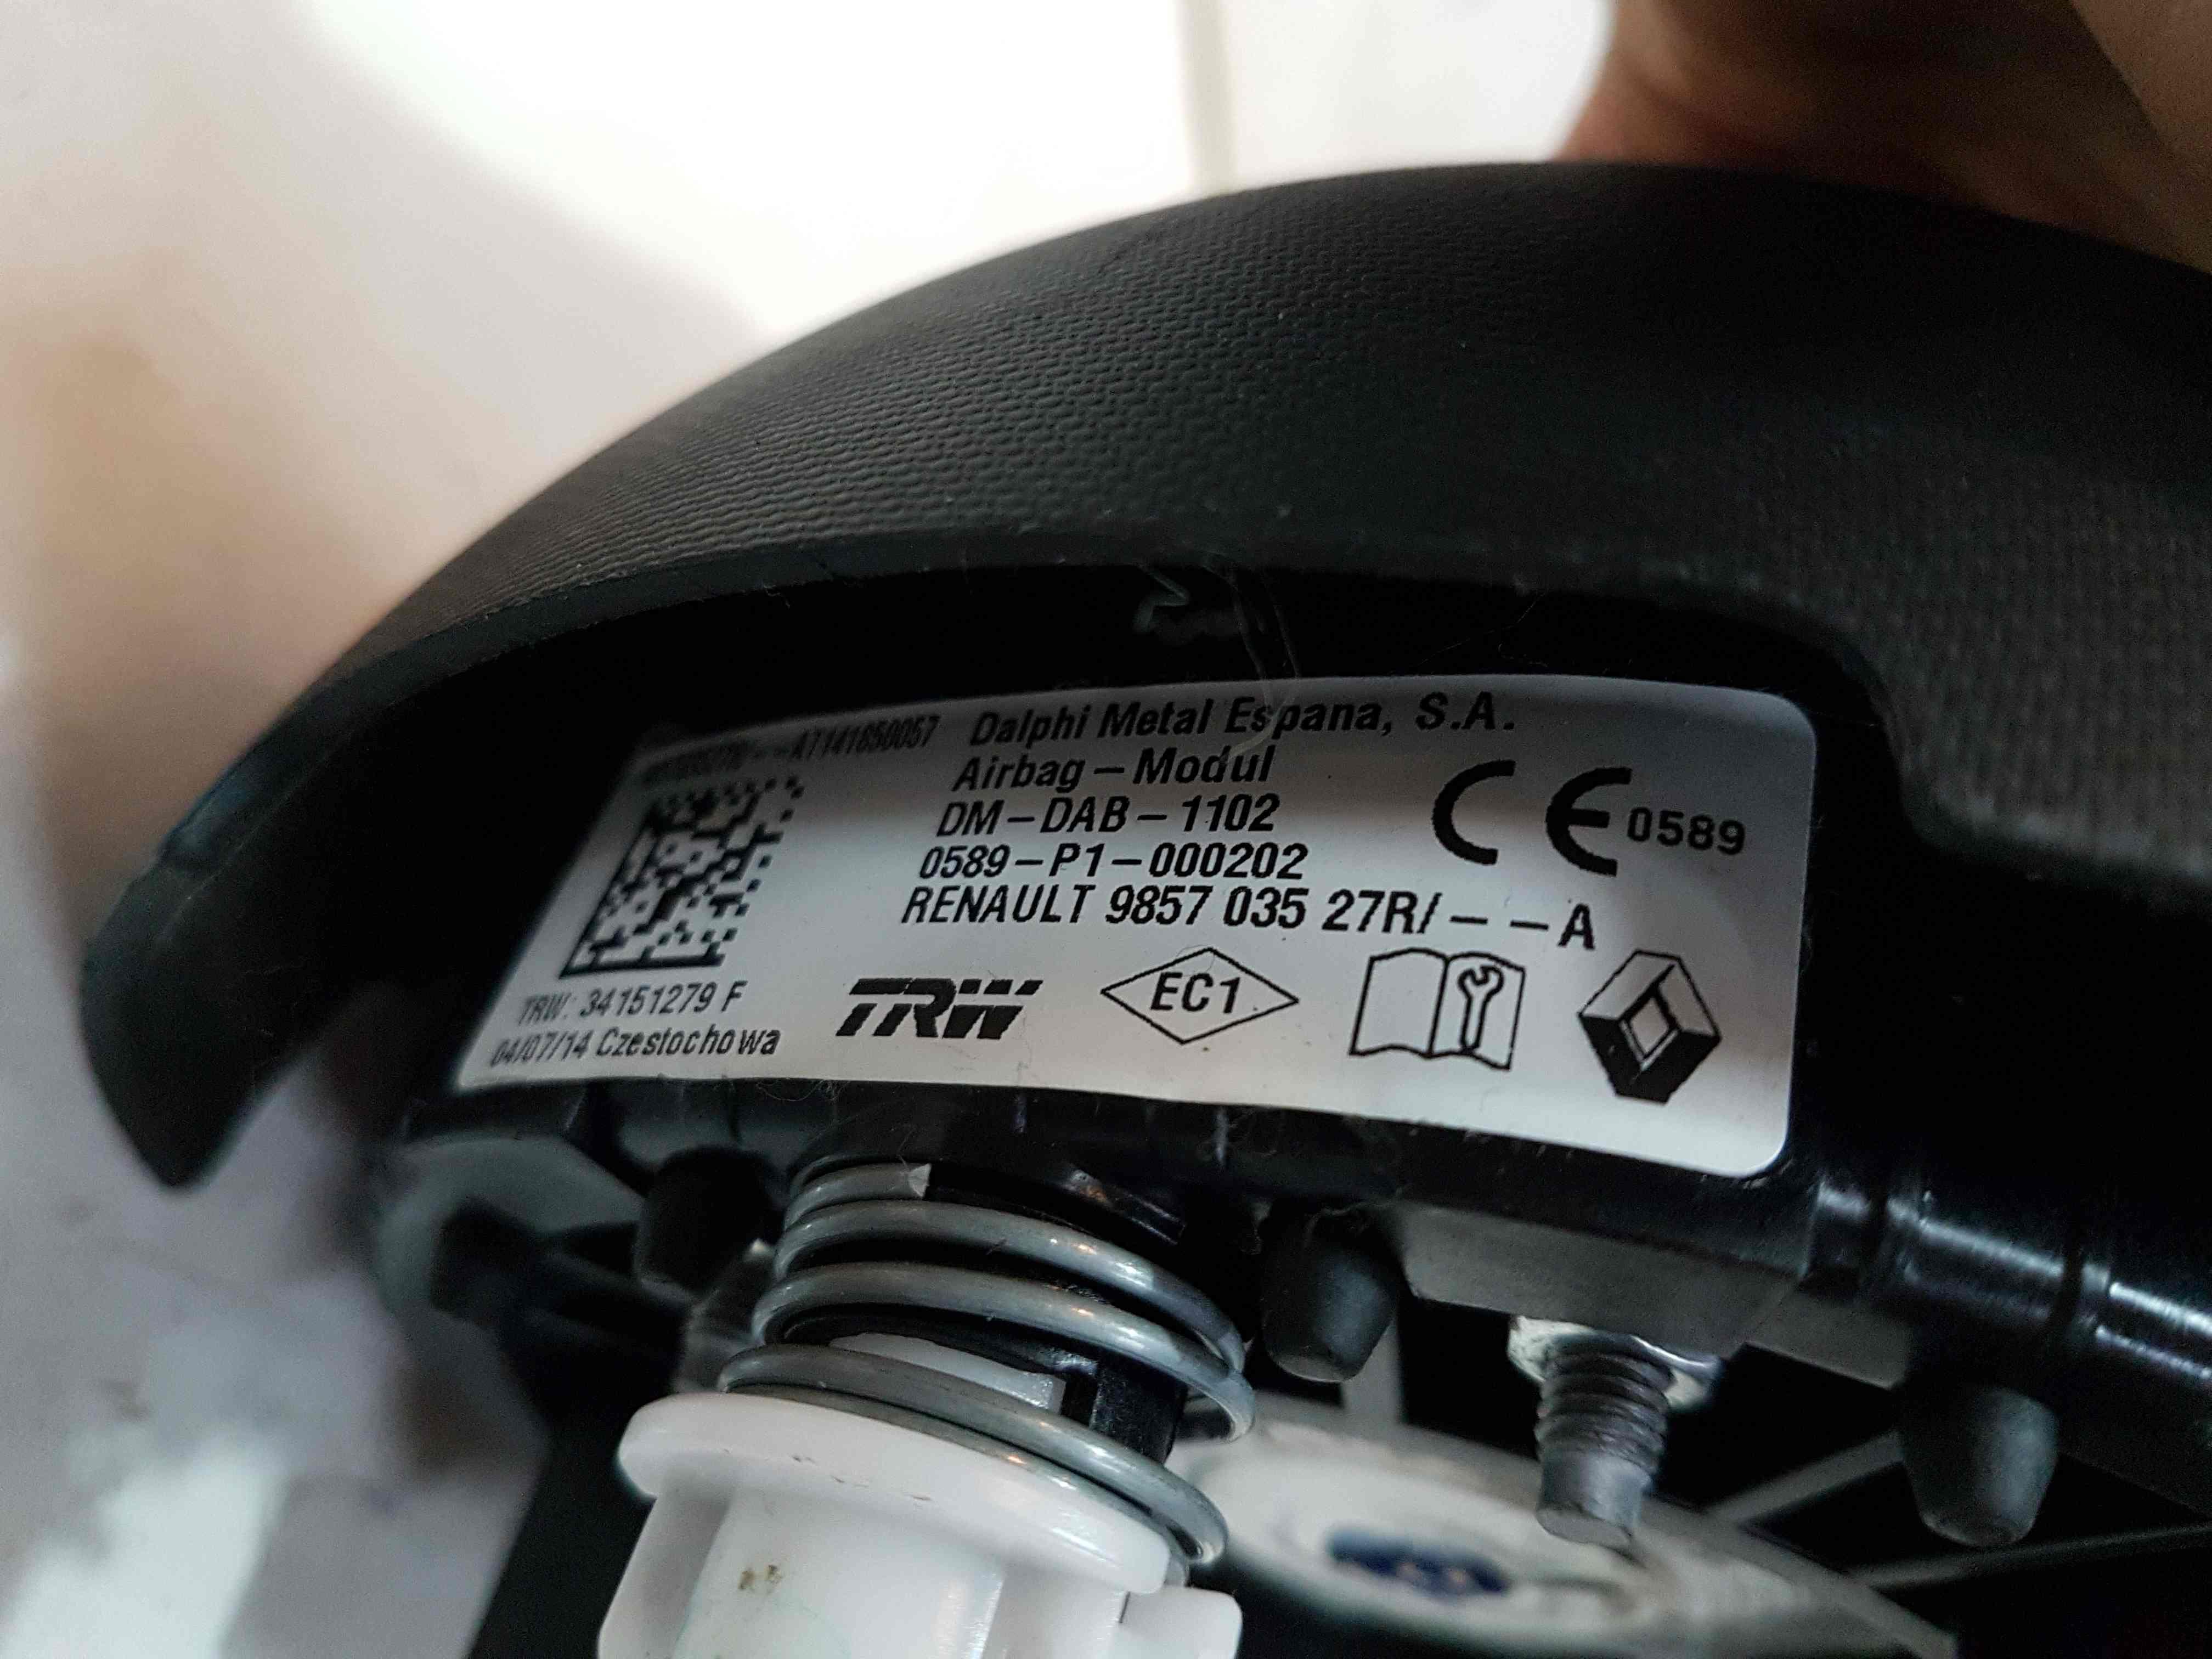 AT141850057
Dalphi Metal Espana, S.A.
Airbag-Modul
DM-DAB-1102
0589-P1-000202
RENAULT 9857 035 27R/--A
CE 0589
TRW: 34151279 F
04/07/14 Czestochowa
TRW
EC1